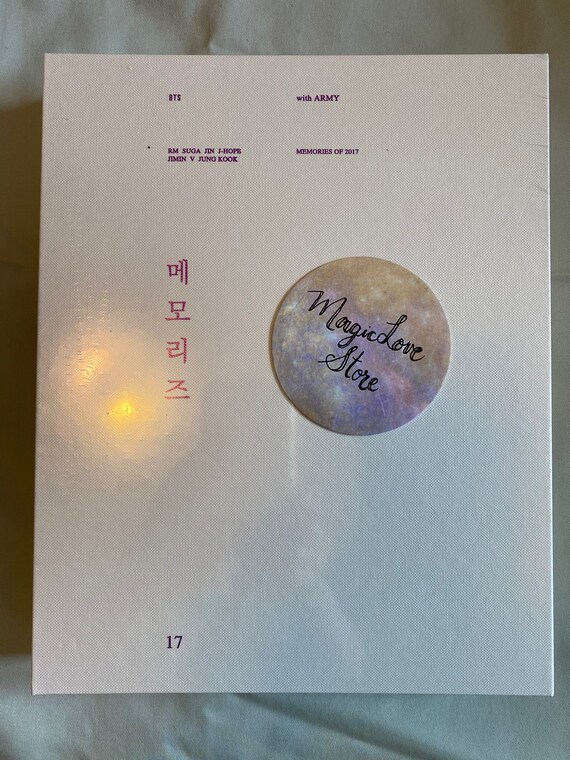 BTS
with ARMY
RM SUGA JIN J-HOPE
JIMIN V JUNG KOOK
MEMORIES OF 2017
메모리즈
MagicLove
Store
17